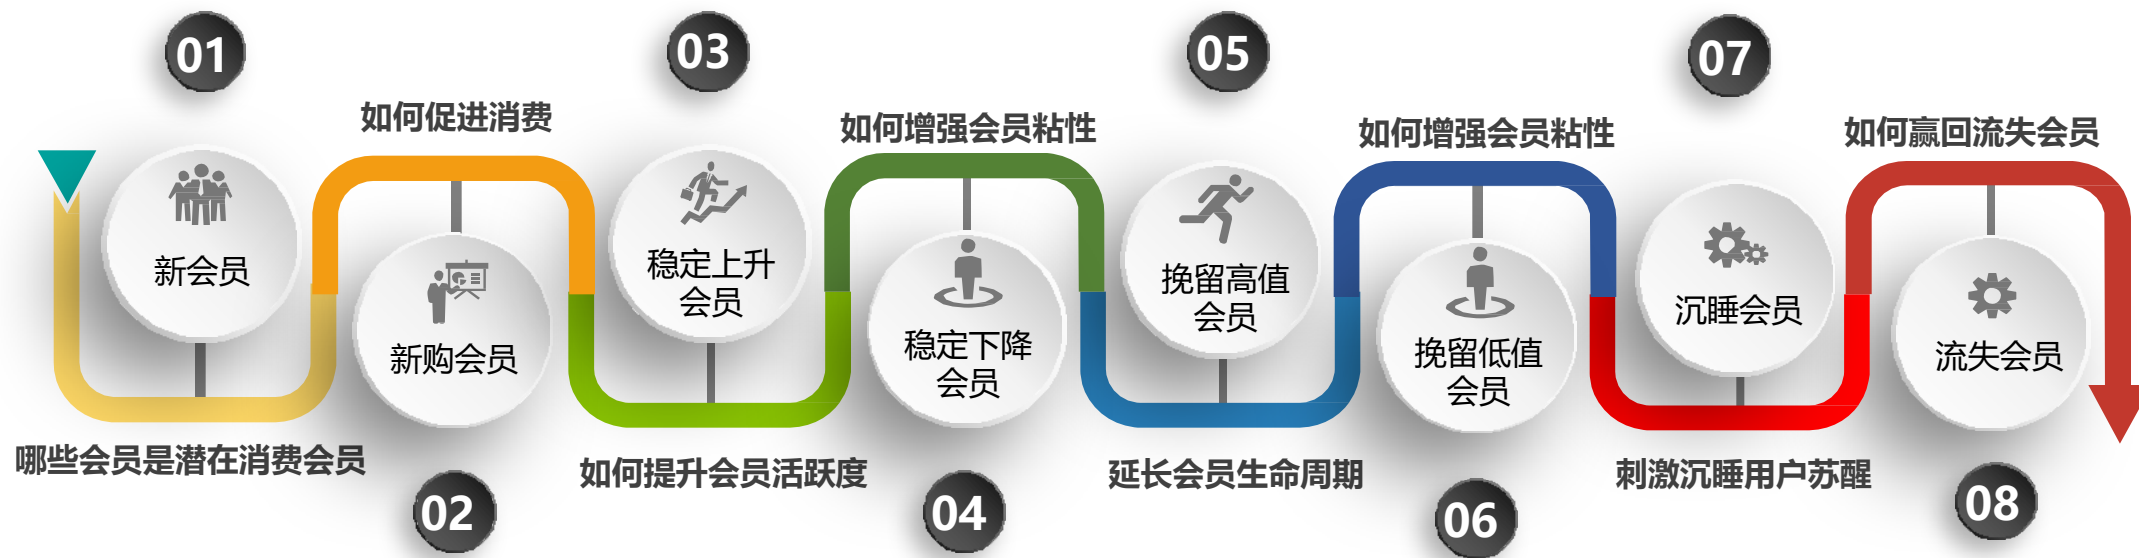 01
新会员
哪些会员是潜在消费会员
如何促进消费
新购会员
02
03
稳定上升
会员
如何提升会员活跃度
如何增强会员粘性
稳定下降
会员
04
05
挽留高值
会员
延长会员生命周期
如何增强会员粘性
挽留低值
会员
06
07
沉睡会员
刺激沉睡用户苏醒
如何赢回流失会员
流失会员
08